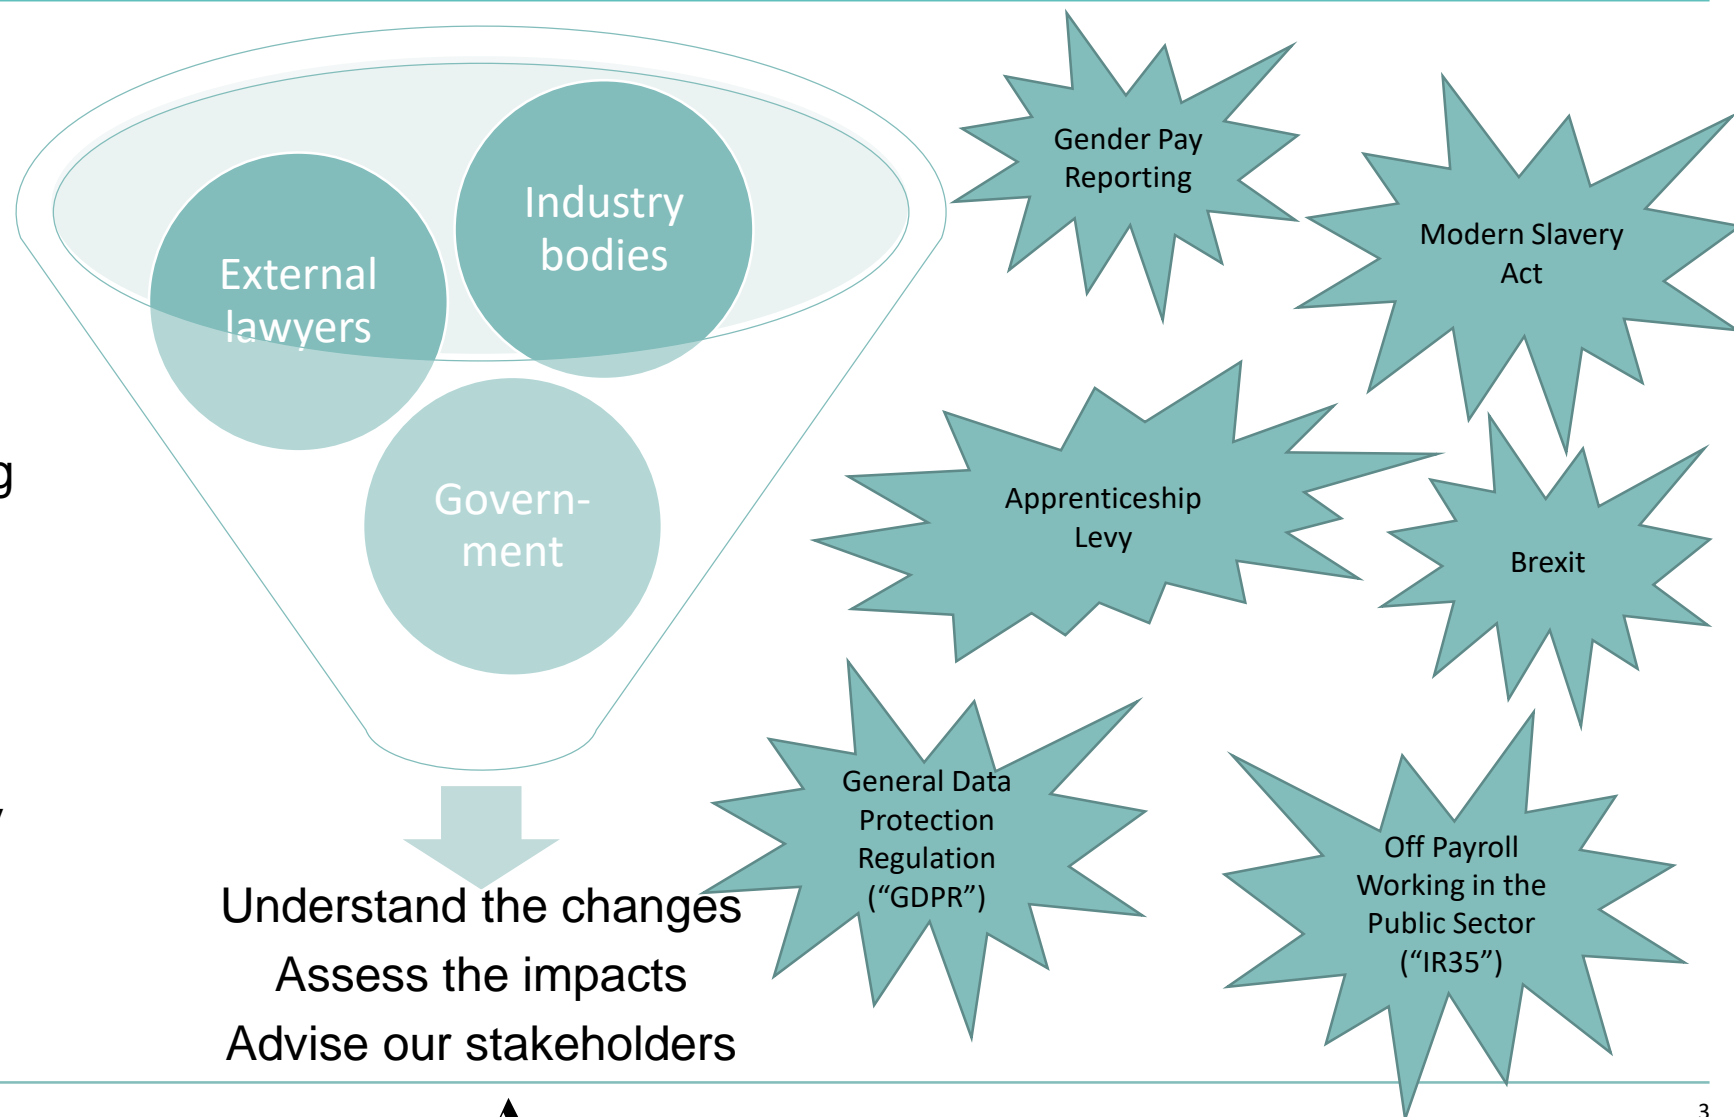 Industry
bodies
External
lawyers
Govern-
ment
g
y
Understand the changes
Assess the impacts
Advise our stakeholders
Gender Pay
Reporting
Modern Slavery
Act
Apprenticeship
Levy
Brexit
General Data
Protection
Regulation
(“GDPR”)
Off Payroll
Working in the
Public Sector
(“IR35”)
3